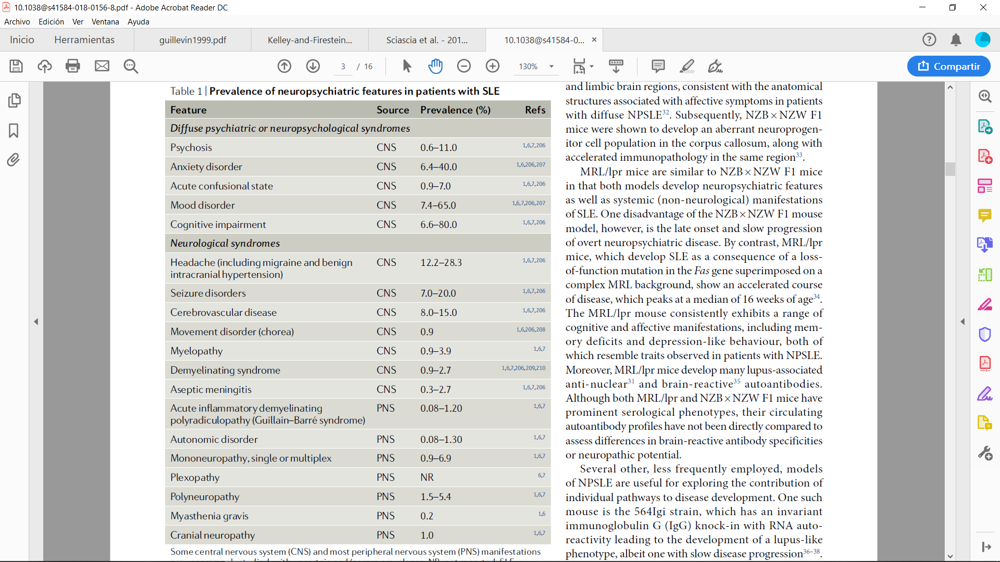 10.1038@s41584-018-0156-8.pdf - Adobe Acrobat Reader DC
Archivo Edición Ver Ventana Ayuda
Inicio Herramientas guillevin1999.pdf Kelley-and-Firestein... Sciascia et al. - 201... 10.1038@s41584-0... ×
3 / 16 130% Compartir
Table 1 | Prevalence of neuropsychiatric features in patients with SLE
Feature Source Prevalence (%) Refs
Diffuse psychiatric or neuropsychological syndromes
Psychosis CNS 0.6–11.0 1,6,7,206
Anxiety disorder CNS 6.4–40.0 1,6,206,207
Acute confusional state CNS 0.9–7.0 1,6,7,206
Mood disorder CNS 7.4–65.0 1,6,7,206,207
Cognitive impairment CNS 6.6–80.0 1,6,7,206
Neurological syndromes
Headache (including migraine and benign CNS 12.2–28.3 1,6,7,206
intracranial hypertension)
Seizure disorders CNS 7.0–20.0 1,6,7,206
Cerebrovascular disease CNS 8.0–15.0 1,6,7,206
Movement disorder (chorea) CNS 0.9 1,6,206,208
Myelopathy CNS 0.9–3.9 1,6,7
Demyelinating syndrome CNS 0.9–2.7 1,6,7,206,209,210
Aseptic meningitis CNS 0.3–2.7 1,6,7,206
Acute inflammatory demyelinating PNS 0.08–1.20 1,6,7
polyradiculopathy (Guillain–Barré syndrome)
Autonomic disorder PNS 0.08–1.30 1,6,7
Mononeuropathy, single or multiplex PNS 0.9–6.9 1,6,7
Plexopathy PNS NR 6,7
Polyneuropathy PNS 1.5–5.4 1,6,7
Myasthenia gravis PNS 0.2 1,6
Cranial neuropathy PNS 1.0 1,6,7
Some central nervous system (CNS) and most peripheral nervous system (PNS) manifestations
and limbic brain regions, consistent with the anatomical
structures associated with affective symptoms in patients
with diffuse NPSLE32. Subsequently, NZB × NZW F1
mice were shown to develop an aberrant neuroprogen-
itor cell population in the corpus callosum, along with
accelerated immunopathology in the same region33.
MRL/lpr mice are similar to NZB × NZW F1 mice
in that both models develop neuropsychiatric features
as well as systemic (non-neurological) manifestations
of SLE. One disadvantage of the NZB × NZW F1 mouse
model, however, is the late onset and slow progression
of overt neuropsychiatric disease. By contrast, MRL/lpr
mice, which develop SLE as a consequence of a loss-
of-function mutation in the Fas gene superimposed on a
complex MRL background, show an accelerated course
of disease, which peaks at a median of 16 weeks of age34.
The MRL/lpr mouse consistently exhibits a range of
cognitive and affective manifestations, including mem-
ory deficits and depression-like behaviour, both of
which resemble traits observed in patients with NPSLE.
Moreover, MRL/lpr mice develop many lupus-associated
anti-nuclear31 and brain-reactive35 autoantibodies.
Although both MRL/lpr and NZB × NZW F1 mice have
prominent serological phenotypes, their circulating
autoantibody profiles have not been directly compared to
assess differences in brain-reactive antibody specificities
or neuropathic potential.
Several other, less frequently employed, models
of NPSLE are useful for exploring the contribution of
individual pathways to disease development. One such
mouse is the 564Igi strain, which has an invariant
immunoglobulin G (IgG) knock-in with RNA auto-
reactivity leading to the development of a lupus-like
phenotype, albeit one with slow disease progression36–38.